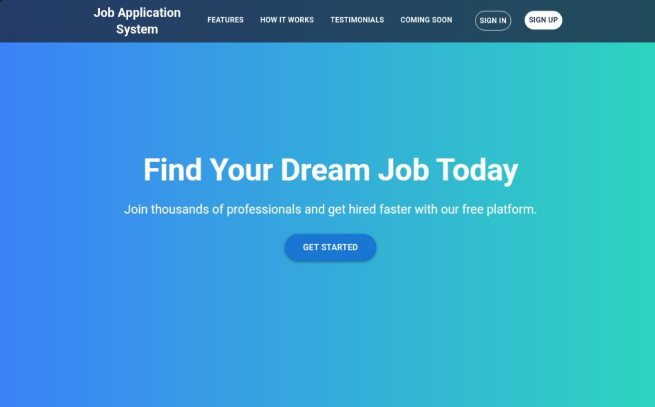 Job Application
System
FEATURES HOW IT WORKS TESTIMONIALS COMING SOON SIGN IN SIGN UP
Find Your Dream Job Today
Join thousands of professionals and get hired faster with our free platform.
GET STARTED